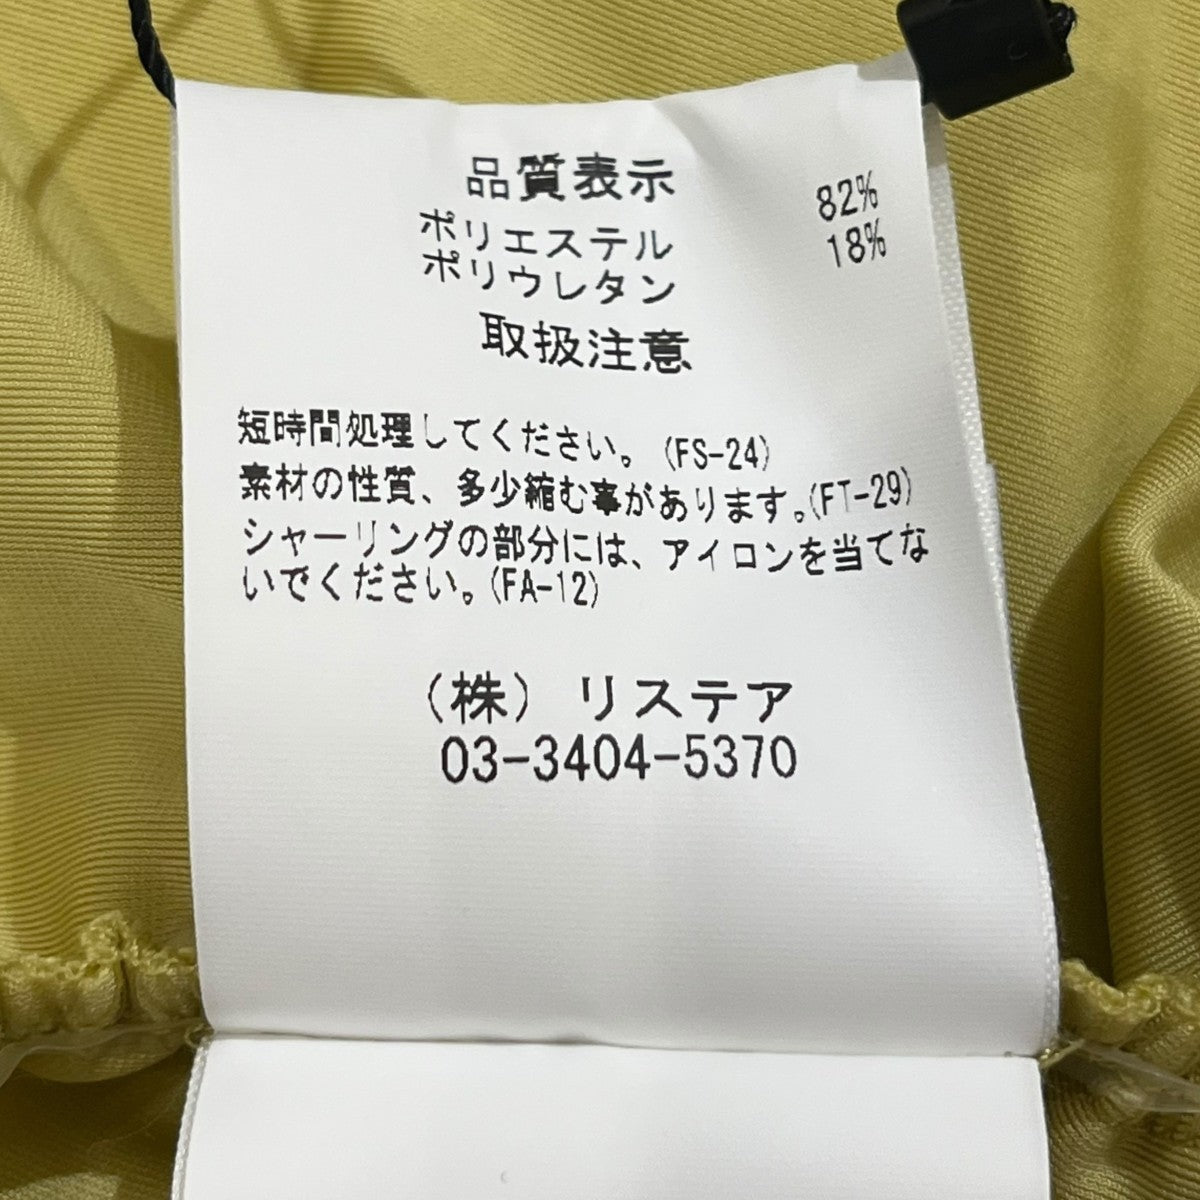 品質表示
ポリエステル 82%
ポリウレタン 18%
取扱注意
短時間処理してください。(FS-24)
素材の性質、多少縮む事があります。(FT-29)
シャーリングの部分には、アイロンを当てな
いでください。(FA-12)
（株）リステア
03-3404-5370